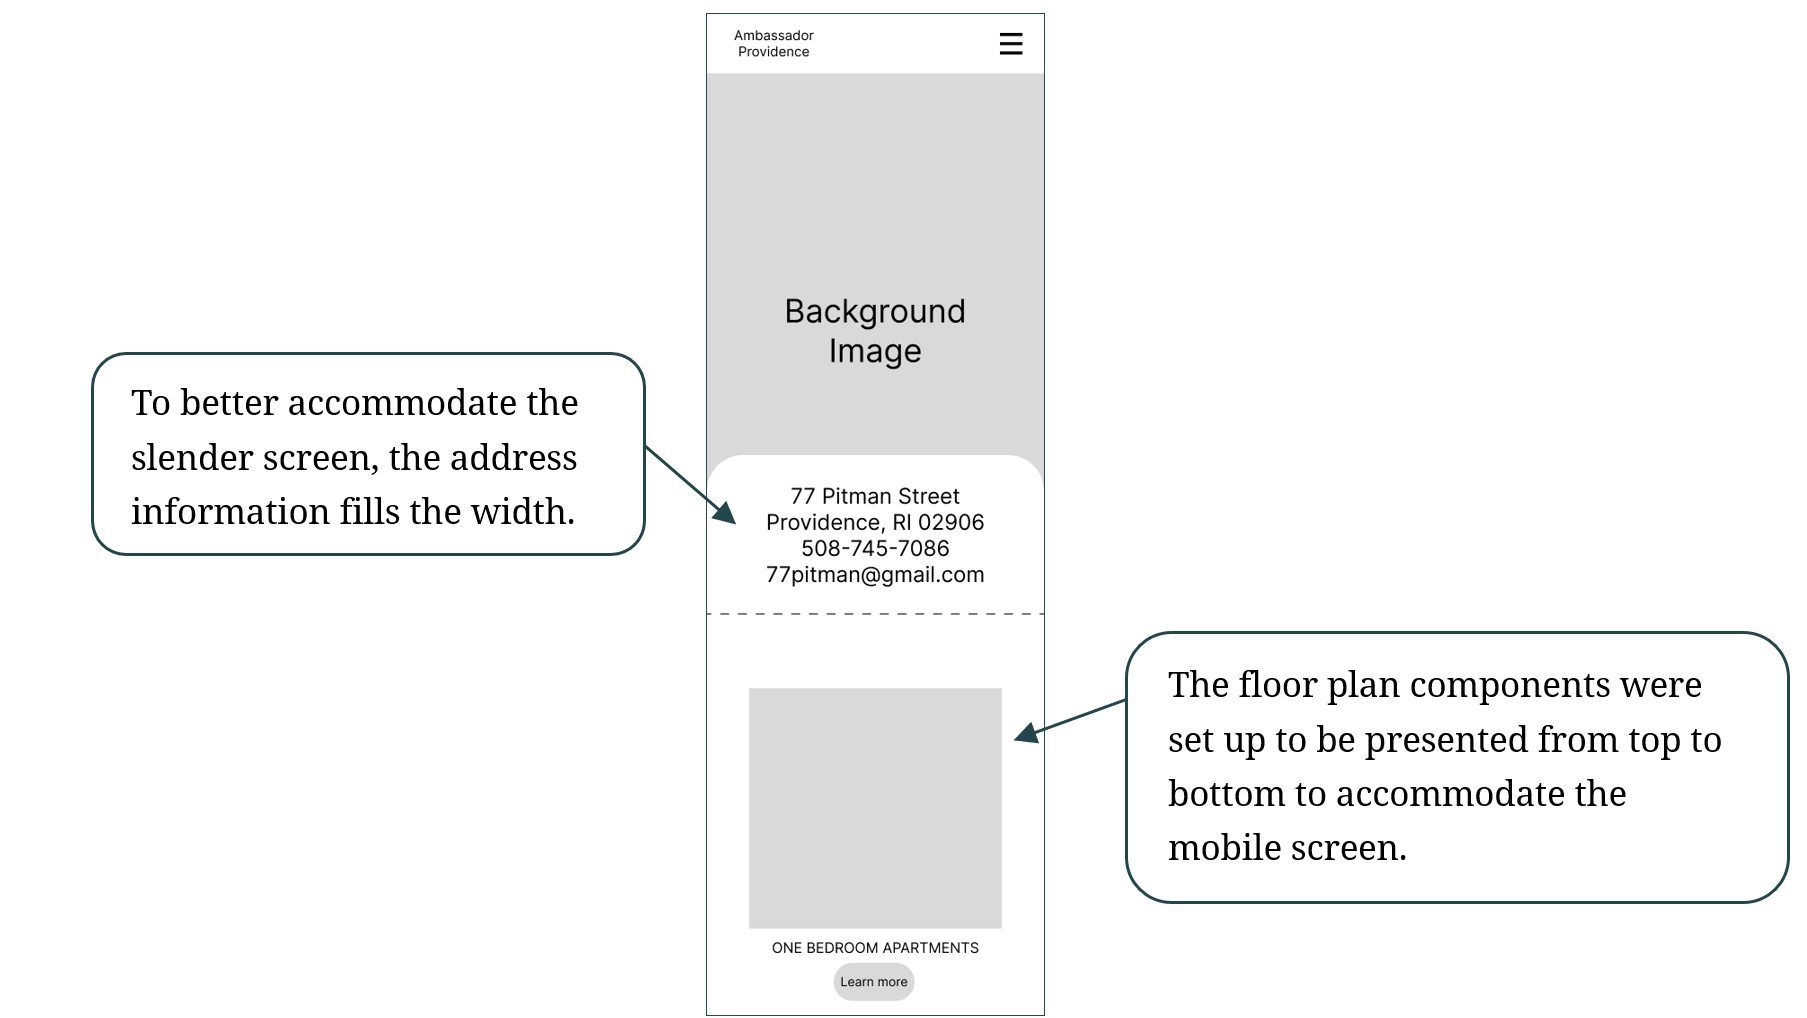 Ambassador
Providence
Background
Image
To better accommodate the
slender screen, the address
information fills the width.
77 Pitman Street
Providence, RI 02906
508-745-7086
77pitman@gmail.com
The floor plan components were
set up to be presented from top to
bottom to accommodate the
mobile screen.
ONE BEDROOM APARTMENTS
Learn more